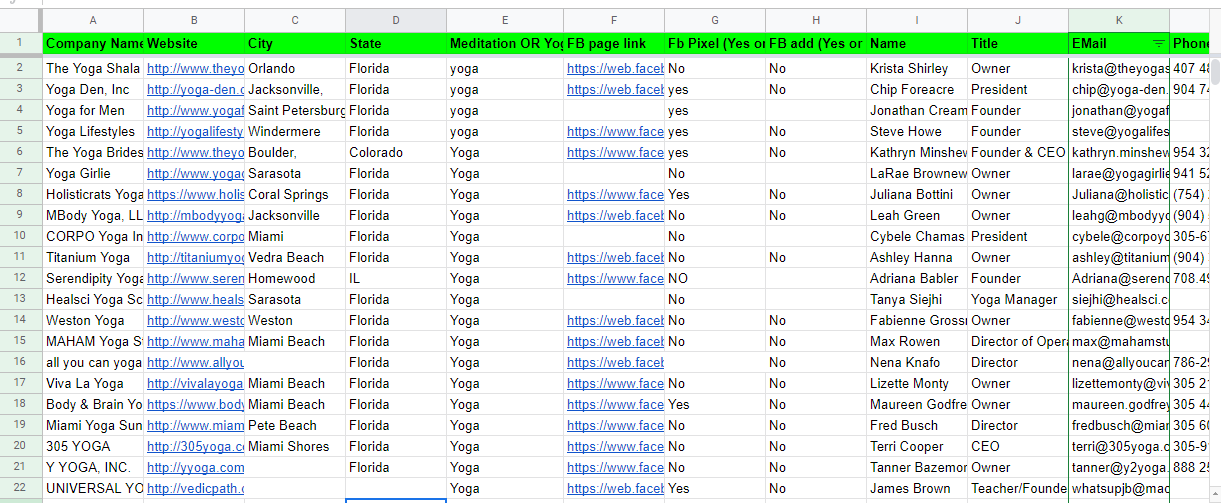 A B C D E F G H I J K
1 Company Name Website City State Meditation OR Yog FB page link Fb Pixel (Yes or FB add (Yes or Name Title EMail Phone
2 The Yoga Shala http://www.theyo Orlando Florida yoga https://web.faceb No No Krista Shirley Owner krista@theyogas 407 48
3 Yoga Den, Inc http://yoga-den.c Jacksonville, Florida yoga https://web.faceb yes No Chip Foreacre President chip@yoga-den. 904 74
4 Yoga for Men http://www.yogaf Saint Petersburg Florida yoga yes Jonathan Cream Founder jonathan@yogaf
5 Yoga Lifestyles http://yogalifesty Windermere Florida yoga https://www.face yes No Steve Howe Founder steve@yogalifes
6 The Yoga Brides http://www.theyo Boulder, Colorado Yoga https://www.face yes No Kathryn Minshew Founder & CEO kathryn.minshew 954 32
7 Yoga Girlie http://www.yogag Sarasota Florida Yoga No LaRae Brownew Owner larae@yogagirlie 941 52
8 Holisticrats Yoga https://www.holis Coral Springs Florida Yoga https://www.face Yes No Juliana Bottini Owner Juliana@holistic (754)
9 MBody Yoga, LL http://mbodyyoga Jacksonville Florida Yoga https://web.faceb No No Leah Green Owner leahg@mbodyyo (904)
10 CORPO Yoga In http://www.corpo Miami Florida Yoga No Cybele Chamas President cybele@corpoyo 305-67
11 Titanium Yoga http://titaniumyog Vedra Beach Florida Yoga https://web.faceb No No Ashley Hanna Owner ashley@titanium (904)
12 Serendipity Yoga http://www.seren Homewood IL Yoga https://www.face NO Adriana Babler Founder Adriana@serend 708.49
13 Healsci Yoga Sc http://www.heals Sarasota Florida Yoga No Tanya Siejhi Yoga Manager siejhi@healsci.c
14 Weston Yoga http://www.westo Weston Florida Yoga https://web.faceb No No Fabienne Grossn Owner fabienne@westo 954 34
15 MAHAM Yoga St http://www.maha Miami Beach Florida Yoga https://web.faceb No No Max Rowen Director of Opera max@mahamstu
16 all you can yoga http://www.allyou Florida Yoga https://web.faceb No Nena Knafo Director nena@allyoucan 786-29
17 Viva La Yoga http://vivalayoga Miami Beach Florida Yoga https://www.face No No Lizette Monty Owner lizettemonty@viv 305 21
18 Body & Brain Yo https://www.body Miami Beach Florida Yoga https://www.face Yes No Maureen Godfre Owner maureen.godfrey 305 44
19 Miami Yoga Sun http://www.miam Pete Beach Florida Yoga https://www.face No No Fred Busch Director fredbusch@miar 305 60
20 305 YOGA http://305yoga.c Miami Shores Florida Yoga https://www.face No No Terri Cooper CEO terri@305yoga.c 305-91
21 Y YOGA, INC. http://yyoga.com Florida Yoga https://www.face No No Tanner Bazemor Owner tanner@y2yoga. 888 25
22 UNIVERSAL YO http://vedicpath.c Yoga https://www.face Yes No James Brown Teacher/Founde whatsupjb@mac